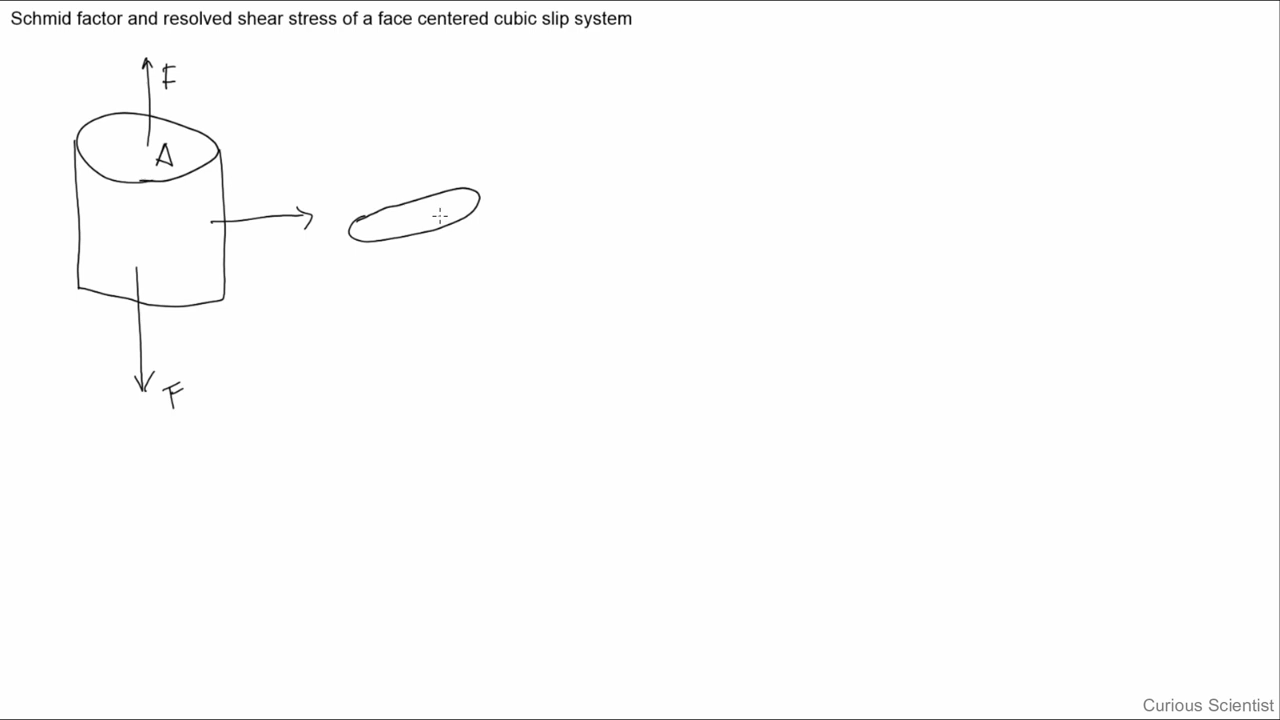 Schmid factor and resolved shear stress of a face centered cubic slip system
F
A
F
Curious Scientist